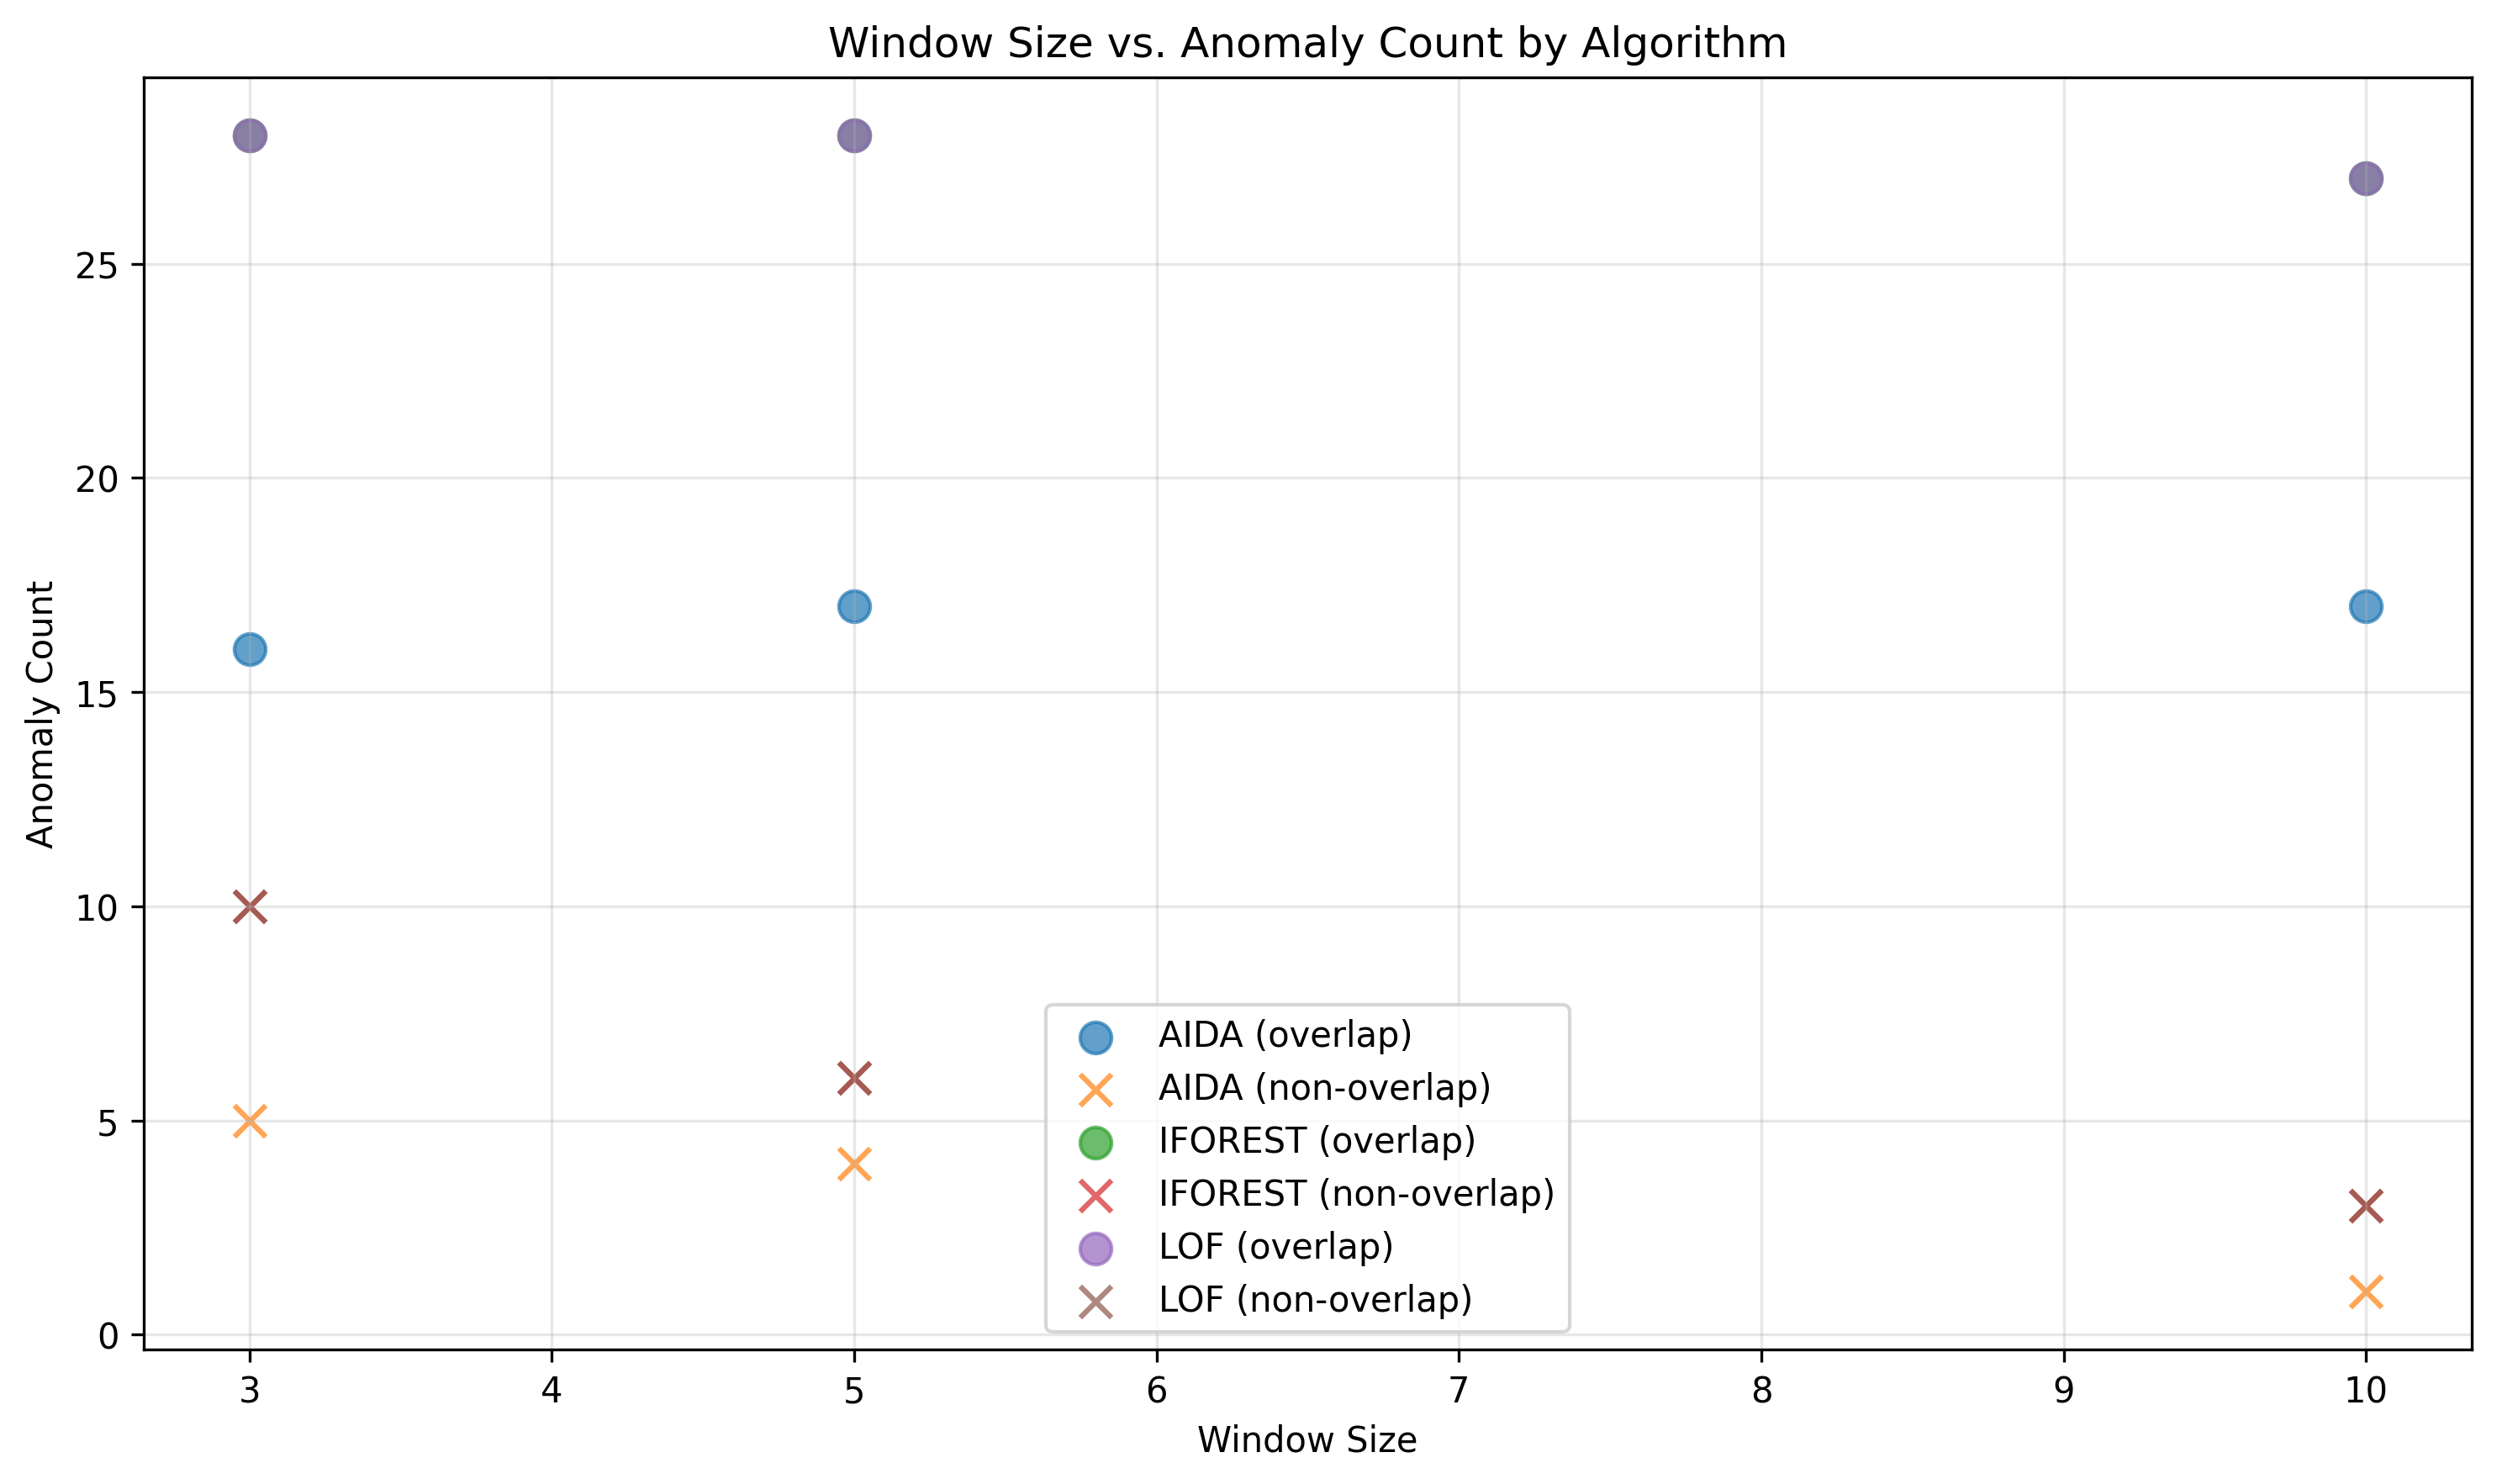 Window Size vs. Anomaly Count by Algorithm
Anomaly Count
25
20
15
10
5
0
AIDA (overlap)
AIDA (non-overlap)
IFOREST (overlap)
IFOREST (non-overlap)
LOF (overlap)
LOF (non-overlap)
3 4 5 6 7 8 9 10
Window Size